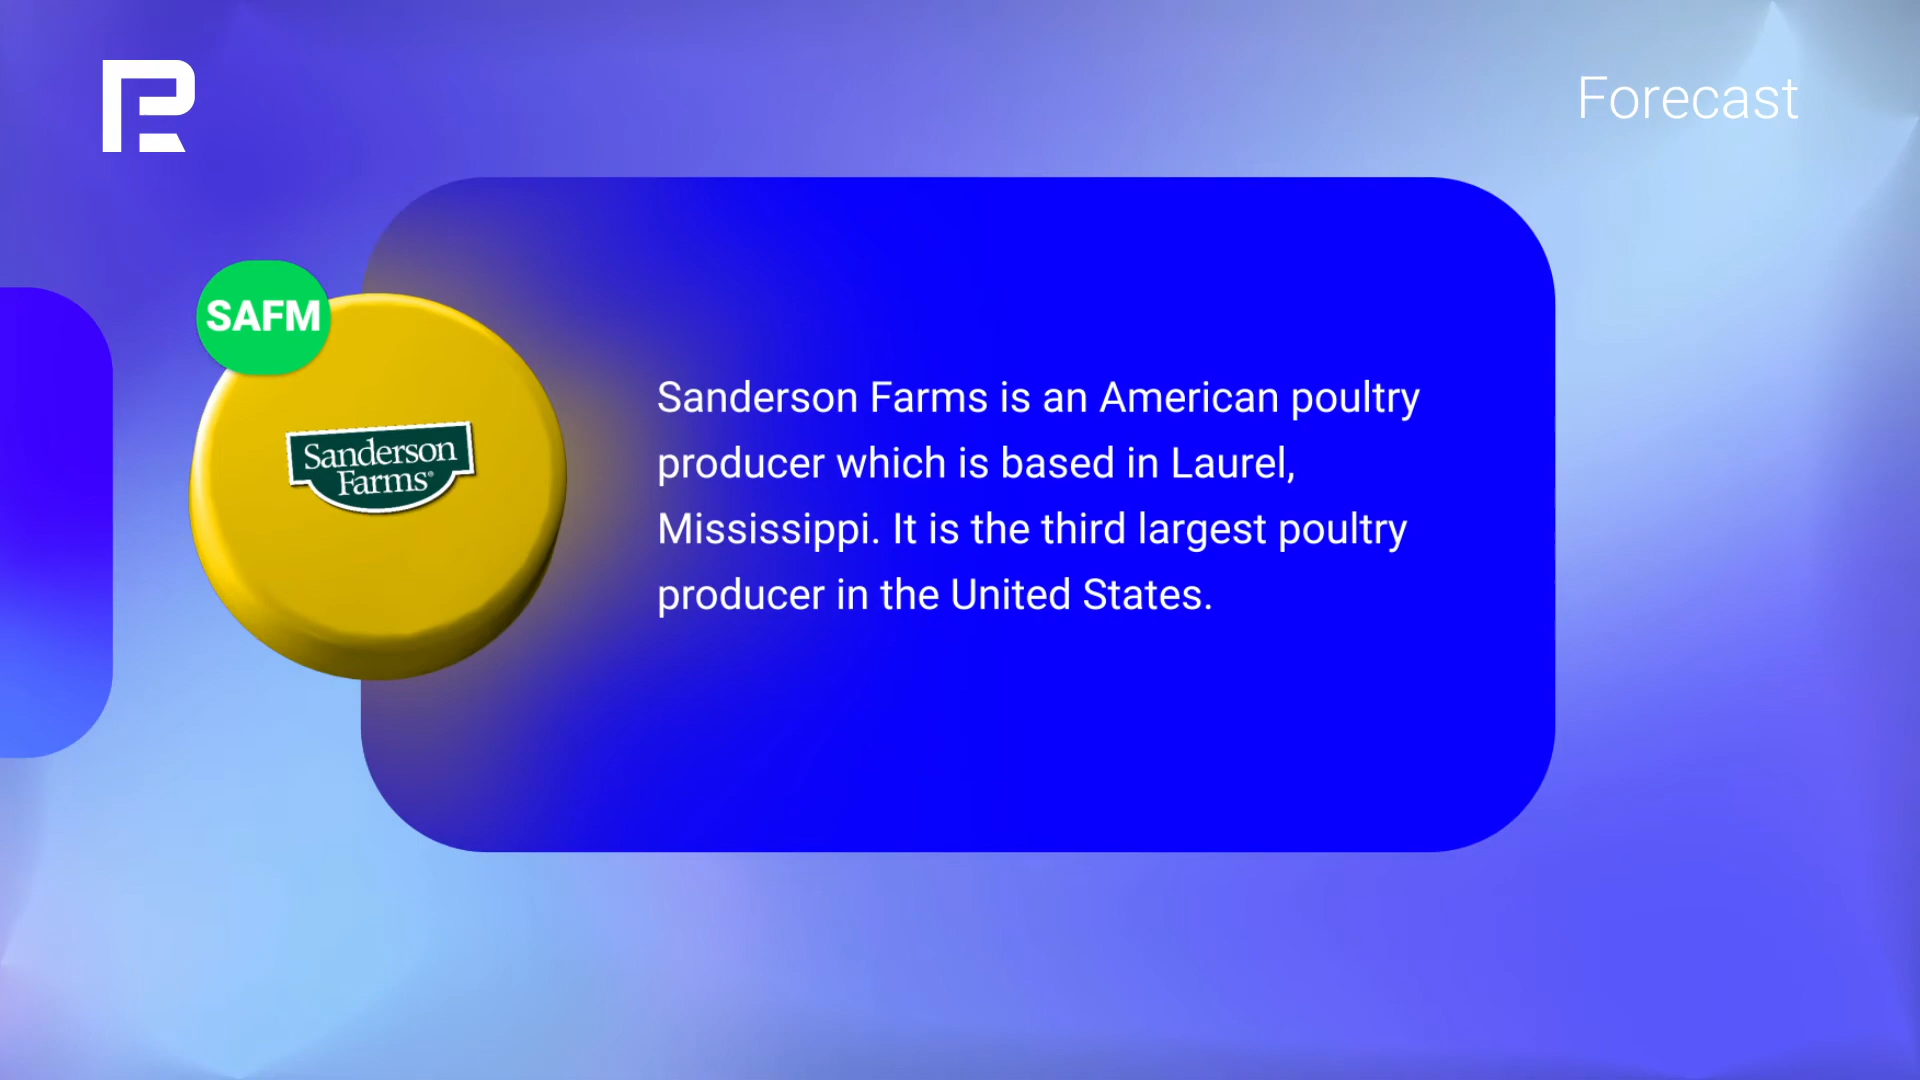 Forecast
SAFM
Sanderson
Farms®
Sanderson Farms is an American poultry
producer which is based in Laurel,
Mississippi. It is the third largest poultry
producer in the United States.